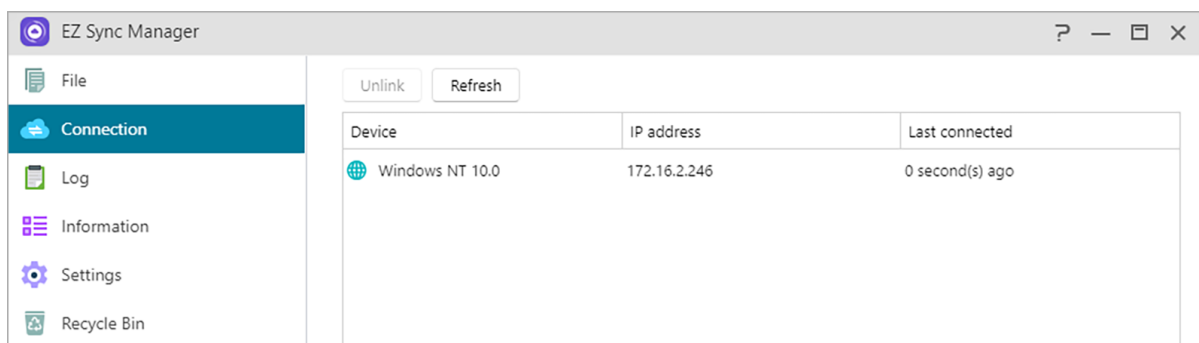 EZ Sync Manager
File
Connection
Log
Information
Settings
Recycle Bin
Unlink Refresh
Device IP address Last connected
Windows NT 10.0 172.16.2.246 0 second(s) ago